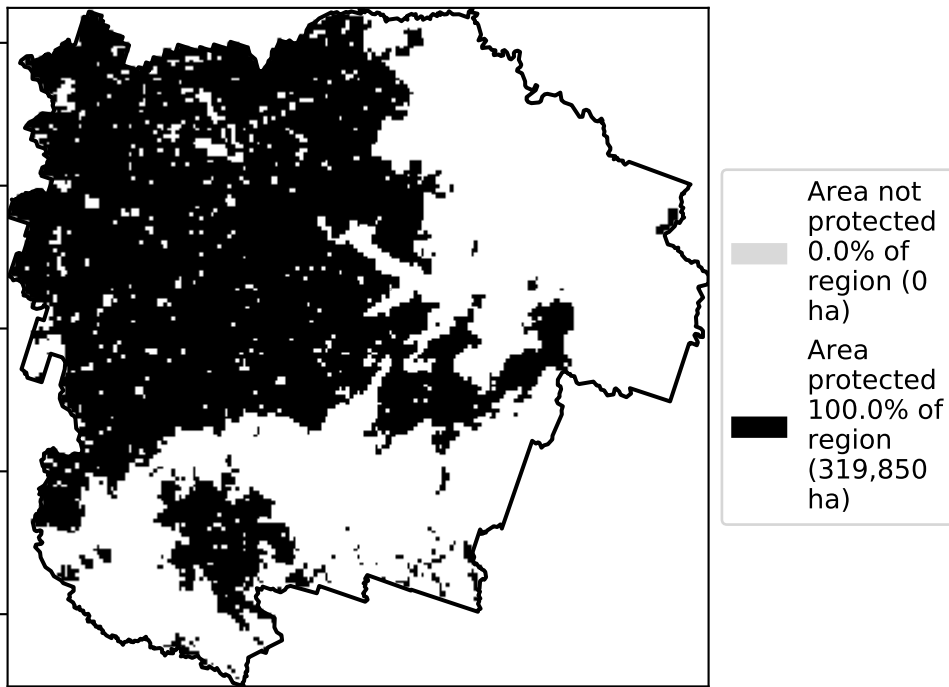 Area not
protected
0.0% of
region (0
ha)
Area
protected
100.0% of
region
(319,850
ha)